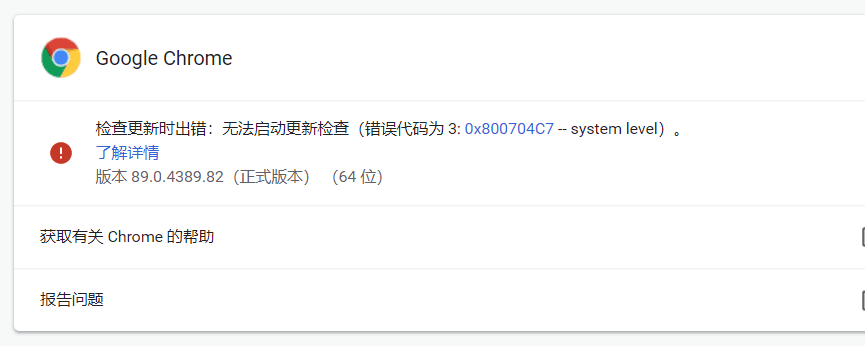 Google Chrome
检查更新时出错：无法启动更新检查（错误代码为 3: 0x800704C7 -- system level）。
了解详情
版本 89.0.4389.82（正式版本） （64 位）
获取有关 Chrome 的帮助
报告问题